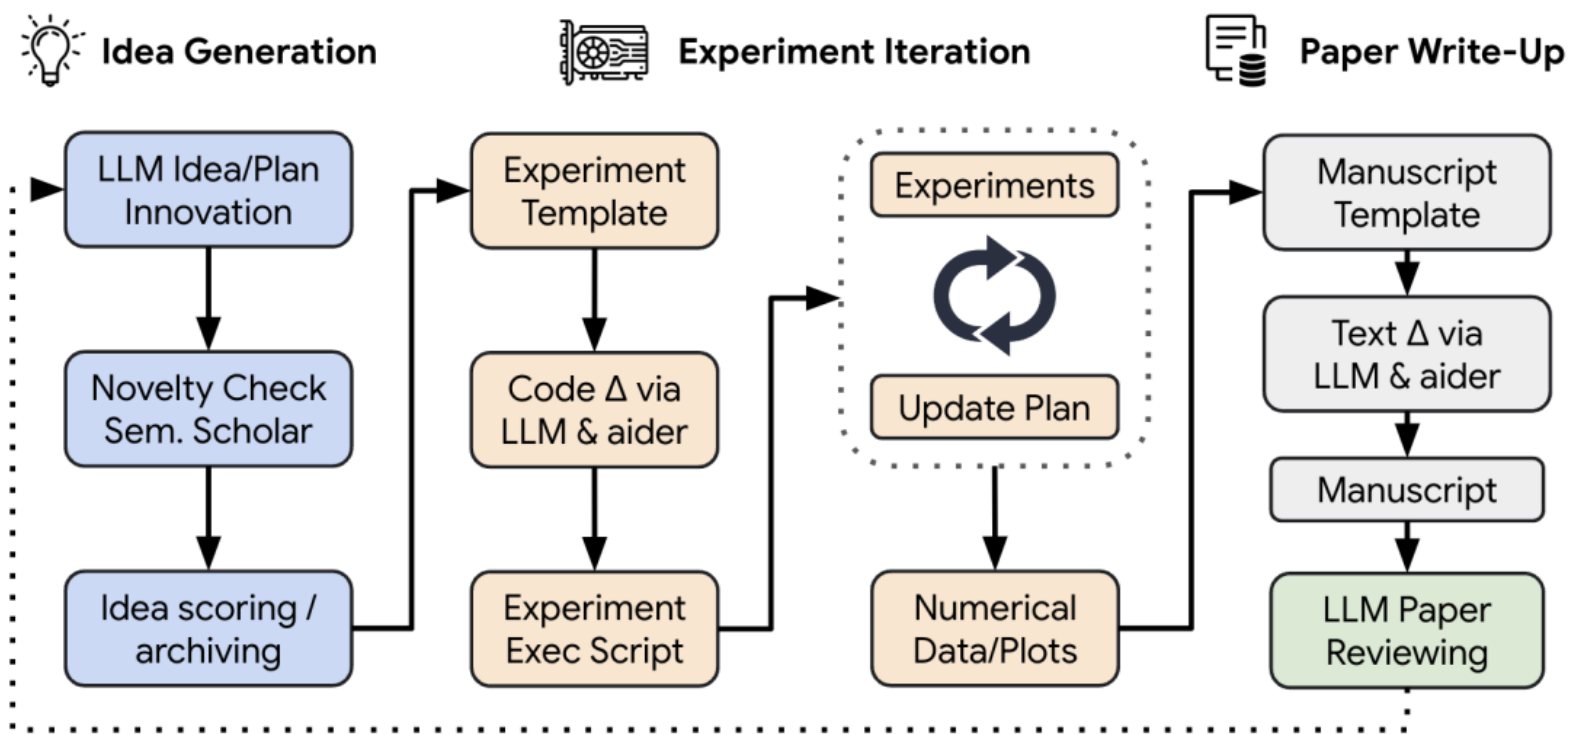 Idea Generation
Experiment Iteration
Paper Write-Up
LLM Idea/Plan
Innovation
Novelty Check
Sem. Scholar
Idea scoring /
archiving
Experiment
Template
Code Δ via
LLM & aider
Experiment
Exec Script
Experiments
Update Plan
Numerical
Data/Plots
Manuscript
Template
Text Δ via
LLM & aider
Manuscript
LLM Paper
Reviewing